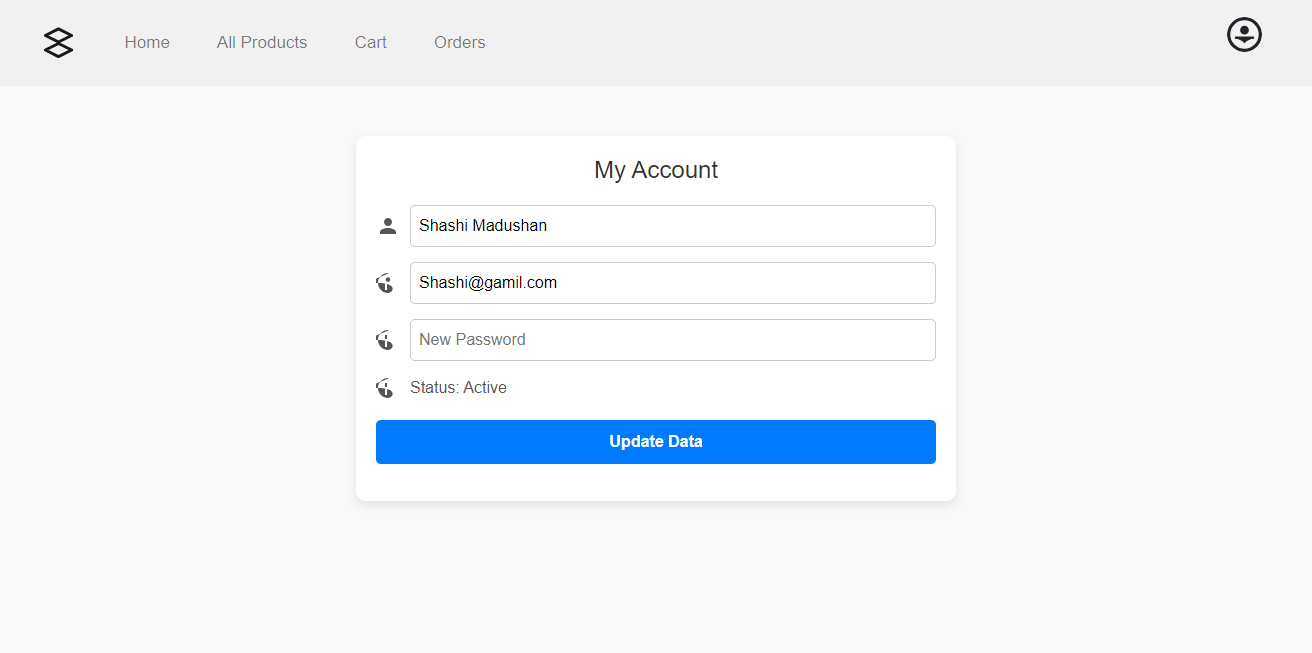 Home All Products Cart Orders
My Account
Shashi Madushan
Shashi@gamil.com
New Password
Status: Active
Update Data